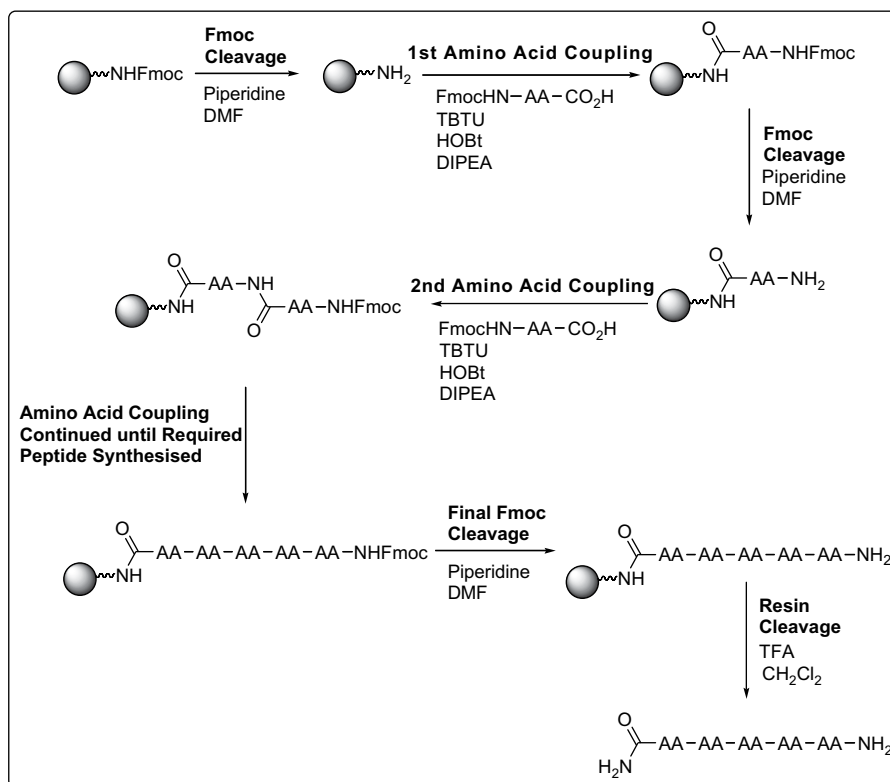 Fmoc
Cleavage
NHFmoc
Piperidine
DMF
NH2
1st Amino Acid Coupling
FmocHN–AA–CO2H
TBTU
HOBt
DIPEA
O
AA–NHFmoc
NH
Fmoc
Cleavage
Piperidine
DMF
O
AA–NH2
NH
2nd Amino Acid Coupling
FmocHN–AA–CO2H
TBTU
HOBt
DIPEA
O
AA–NH
NH
O
AA–NHFmoc
Amino Acid Coupling
Continued until Required
Peptide Synthesised
O
AA–AA–AA–AA–AA–NHFmoc
NH
Final Fmoc
Cleavage
Piperidine
DMF
O
AA–AA–AA–AA–AA–NH2
NH
Resin
Cleavage
TFA
CH2Cl2
O
AA–AA–AA–AA–AA–NH2
H2N